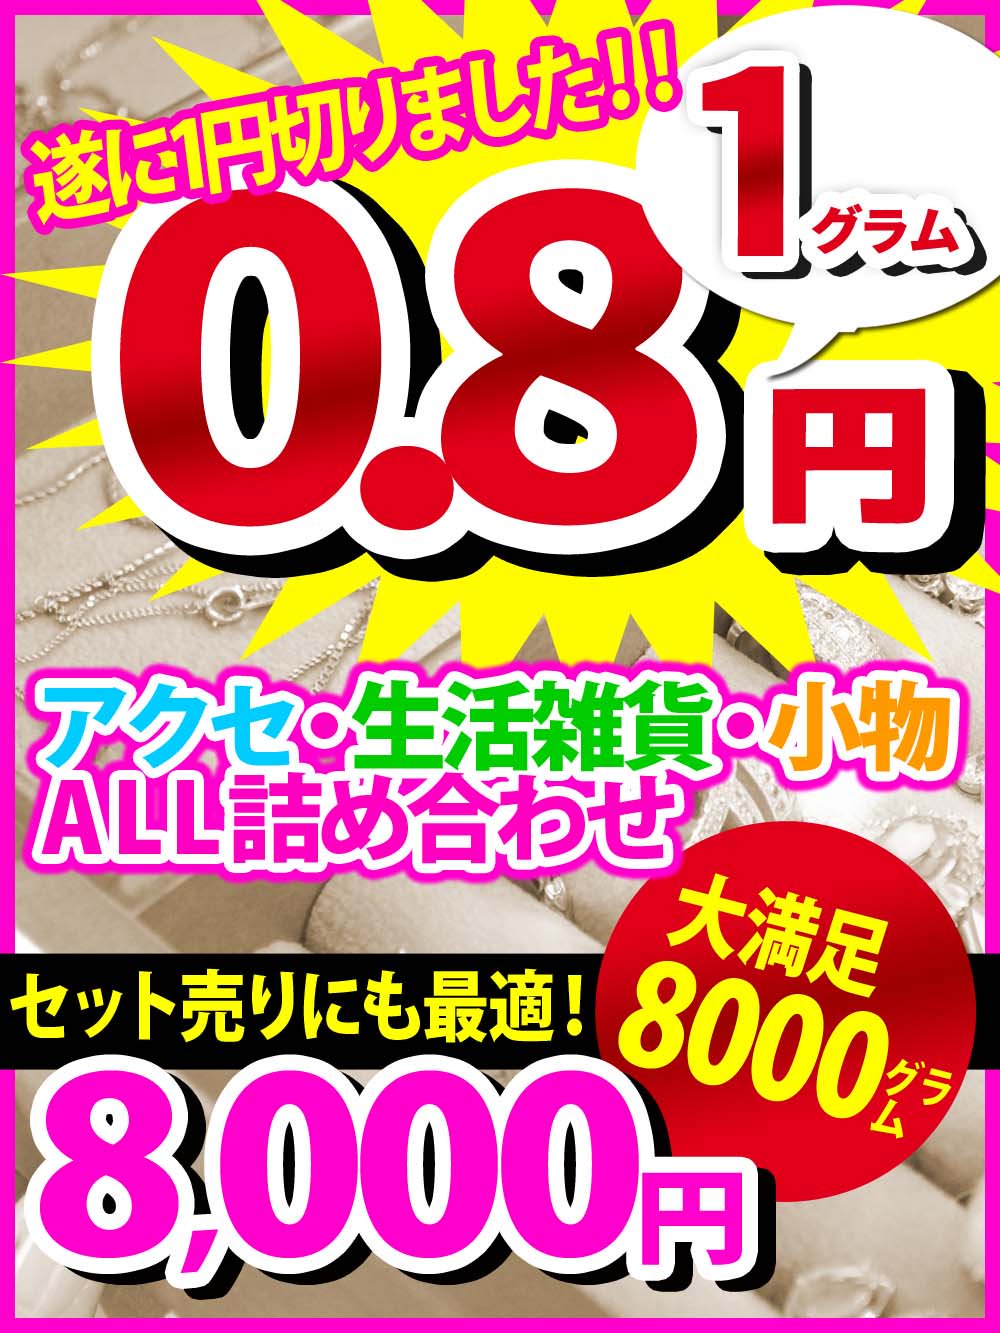 遂に1円切りました!!
1グラム
0.8円
アクセ・生活雑貨・小物
ALL詰め合わせ
大満足
8000グラム
セット売りにも最適!
8,000円